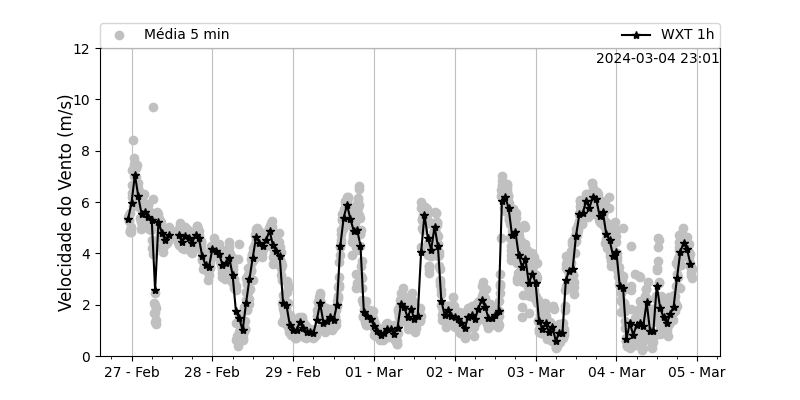 Média 5 min
WXT 1h
2024-03-04 23:01
Velocidade do Vento (m/s)
12
10
8
6
4
2
0
27 - Feb
28 - Feb
29 - Feb
01 - Mar
02 - Mar
03 - Mar
04 - Mar
05 - Mar